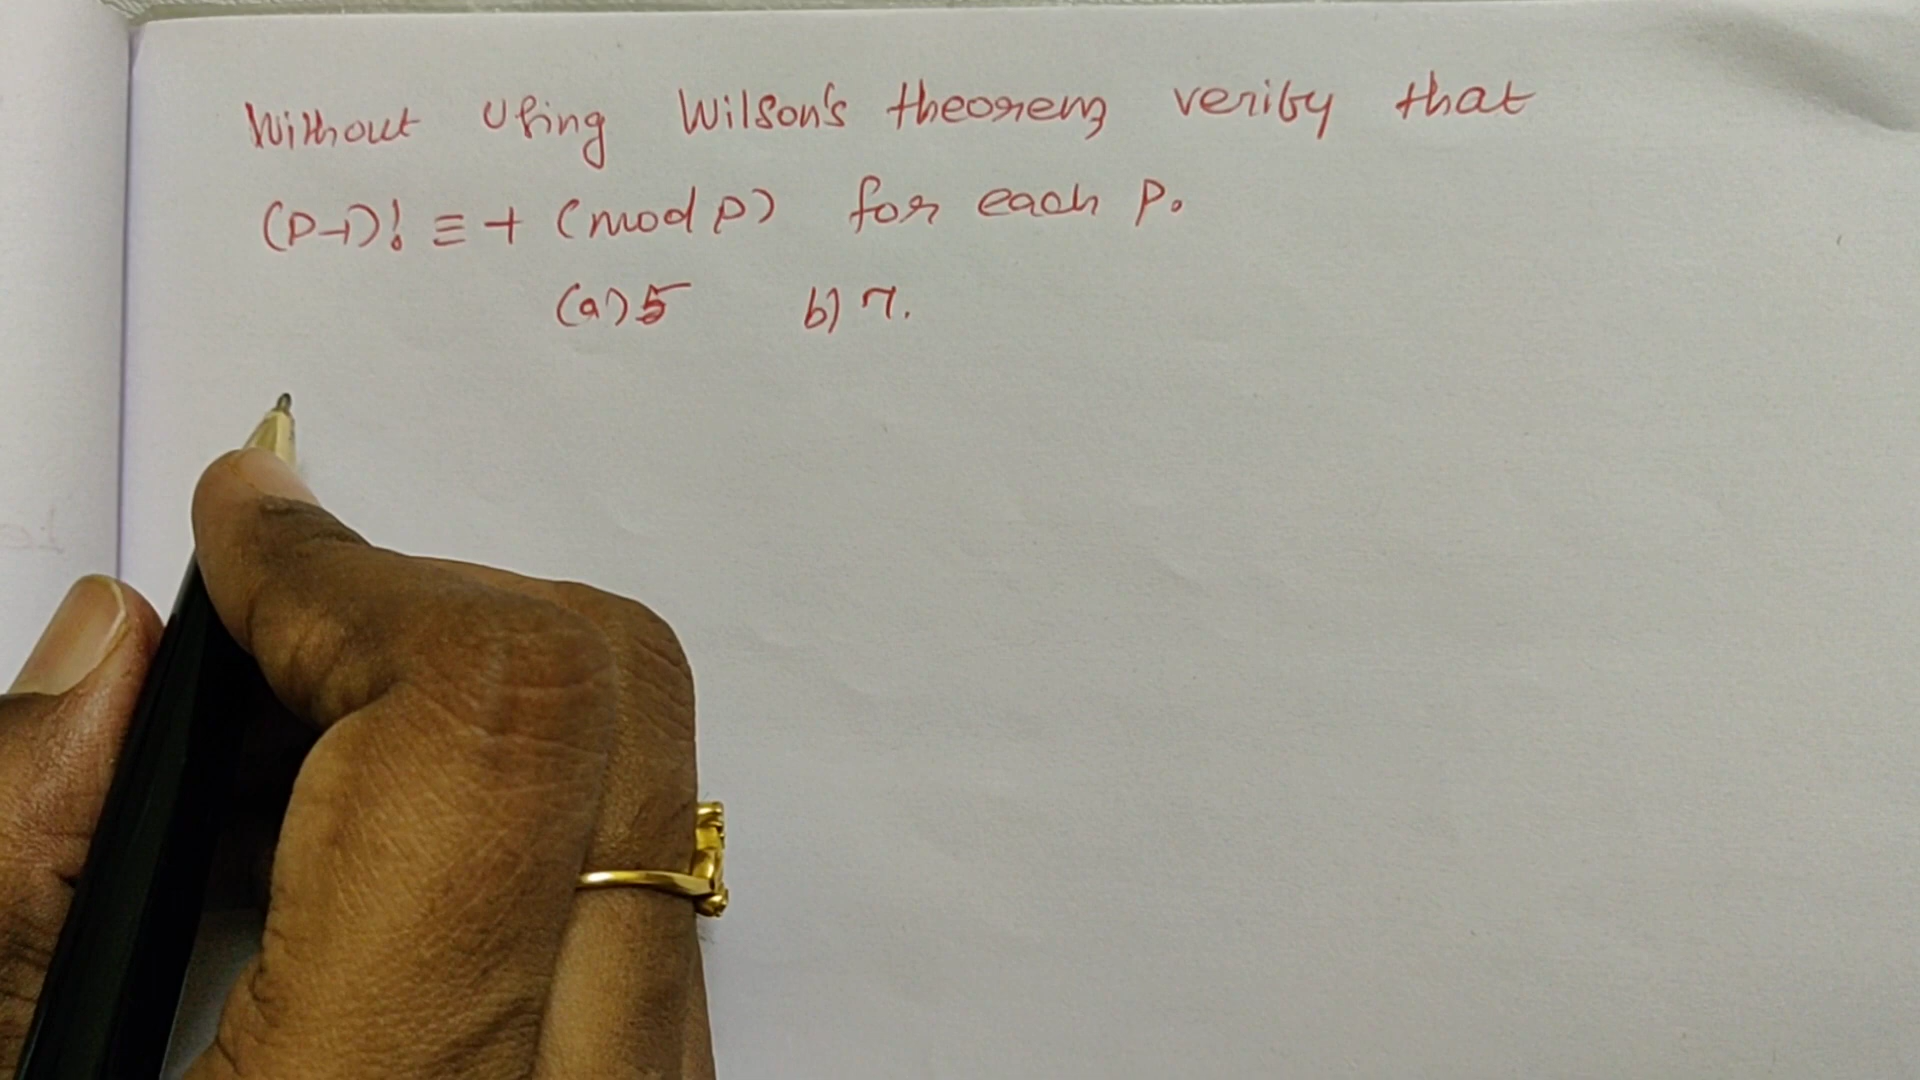 Without Using Wilson's theorem verify that
(P-1)! ≡ -1 (mod p) for each P.
(a) 5 b) 7.